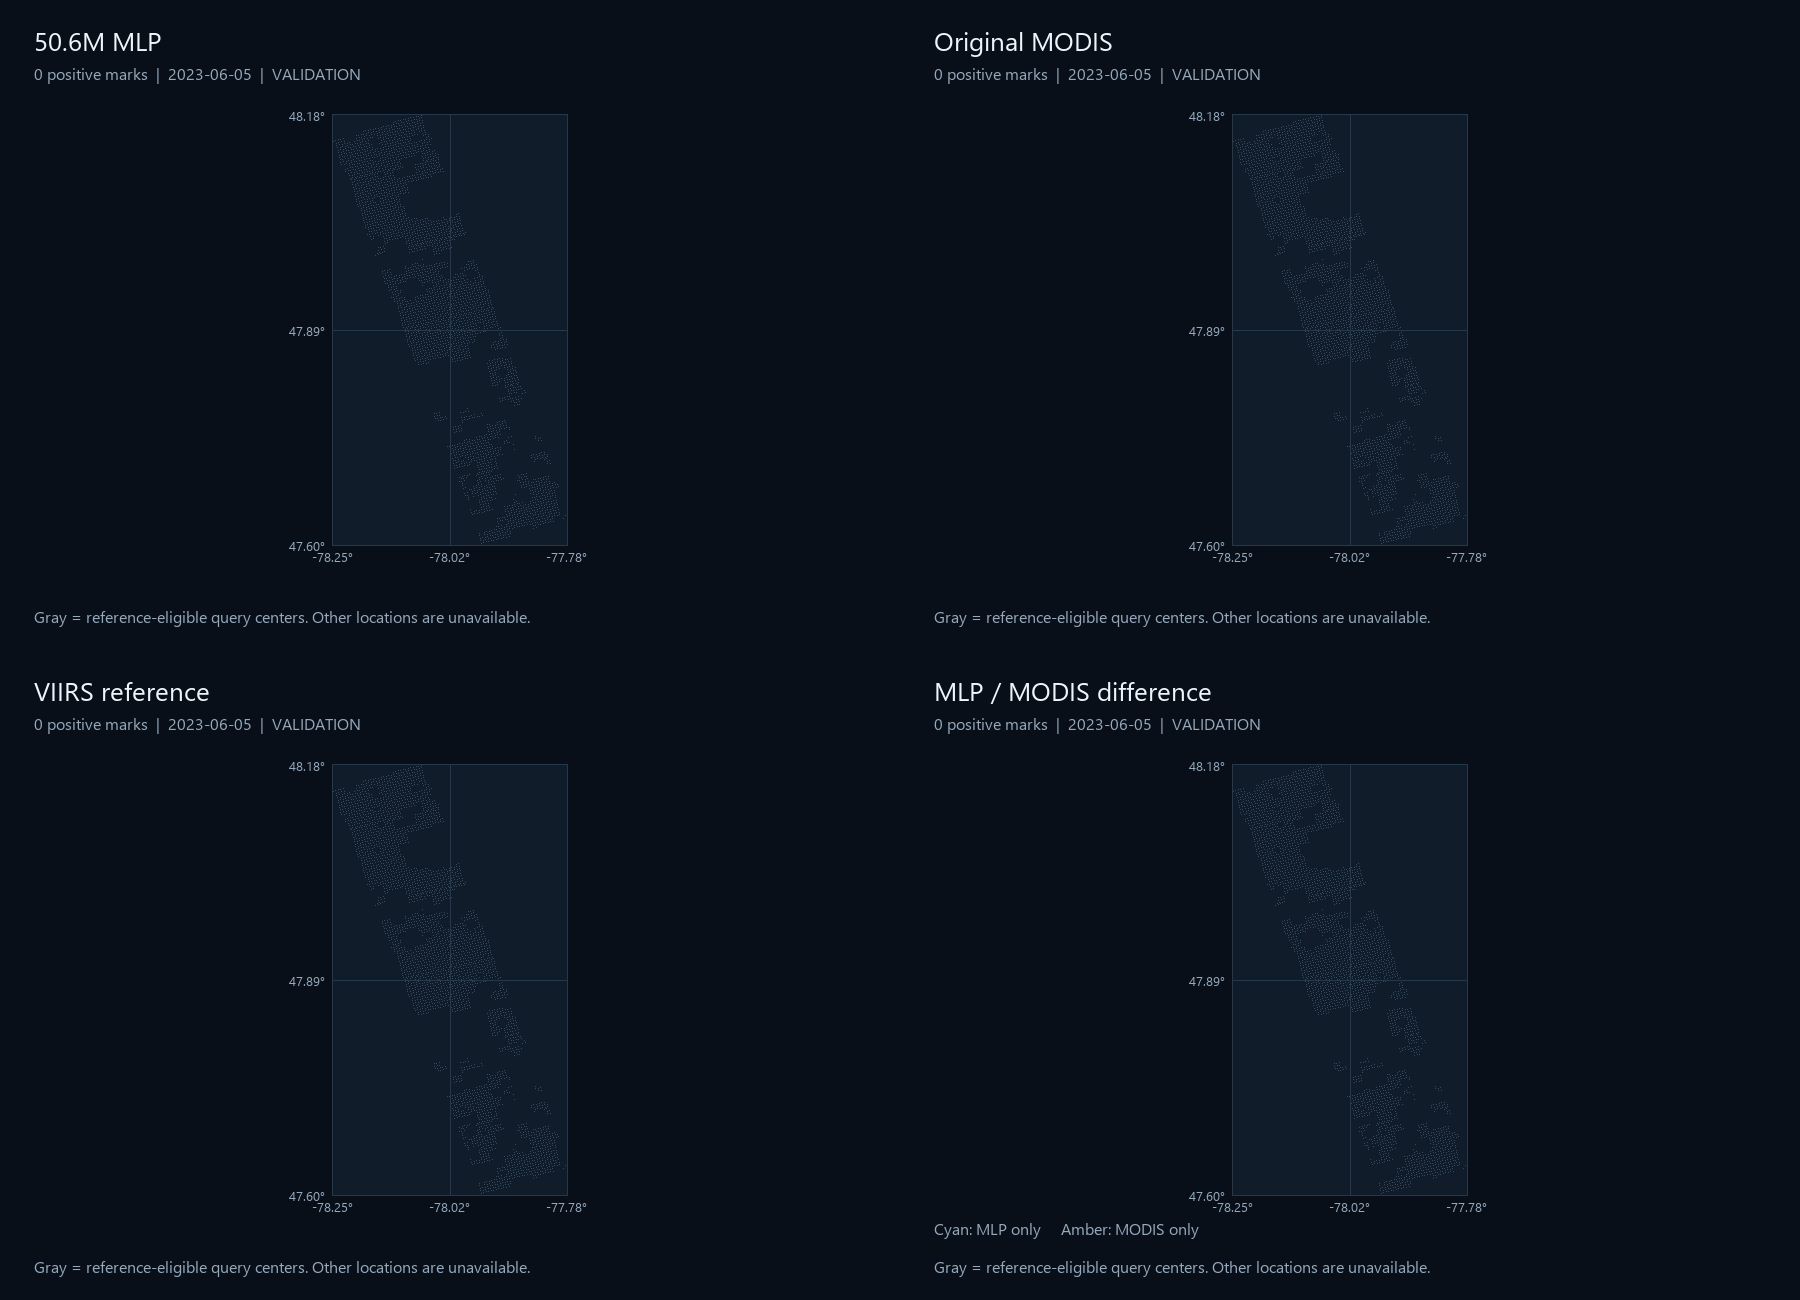 50.6M MLP
0 positive marks | 2023-06-05 | VALIDATION
48.18°
47.89°
47.60°
-78.25° -78.02° -77.78°
Gray = reference-eligible query centers. Other locations are unavailable.
Original MODIS
0 positive marks | 2023-06-05 | VALIDATION
48.18°
47.89°
47.60°
-78.25° -78.02° -77.78°
Gray = reference-eligible query centers. Other locations are unavailable.
VIIRS reference
0 positive marks | 2023-06-05 | VALIDATION
48.18°
47.89°
47.60°
-78.25° -78.02° -77.78°
Gray = reference-eligible query centers. Other locations are unavailable.
MLP / MODIS difference
0 positive marks | 2023-06-05 | VALIDATION
48.18°
47.89°
47.60°
-78.25° -78.02° -77.78°
Cyan: MLP only Amber: MODIS only
Gray = reference-eligible query centers. Other locations are unavailable.